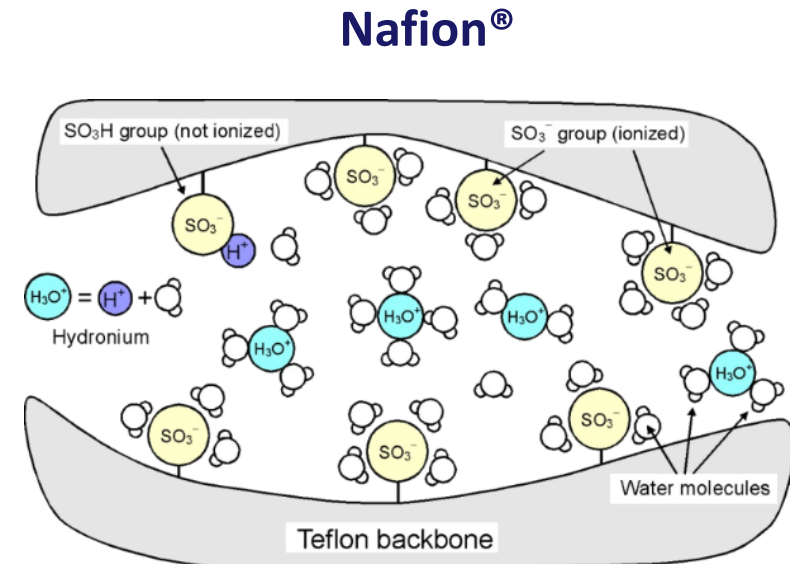 Nafion®
SO₃H group (not ionized)
SO₃⁻ group (ionized)
SO₃⁻
SO₃⁻
SO₃⁻
H⁺
SO₃⁻
H₃O⁺ = H⁺ +
Hydronium
H₃O⁺
H₃O⁺
H₃O⁺
H₃O⁺
SO₃⁻
SO₃⁻
SO₃⁻
Water molecules
Teflon backbone